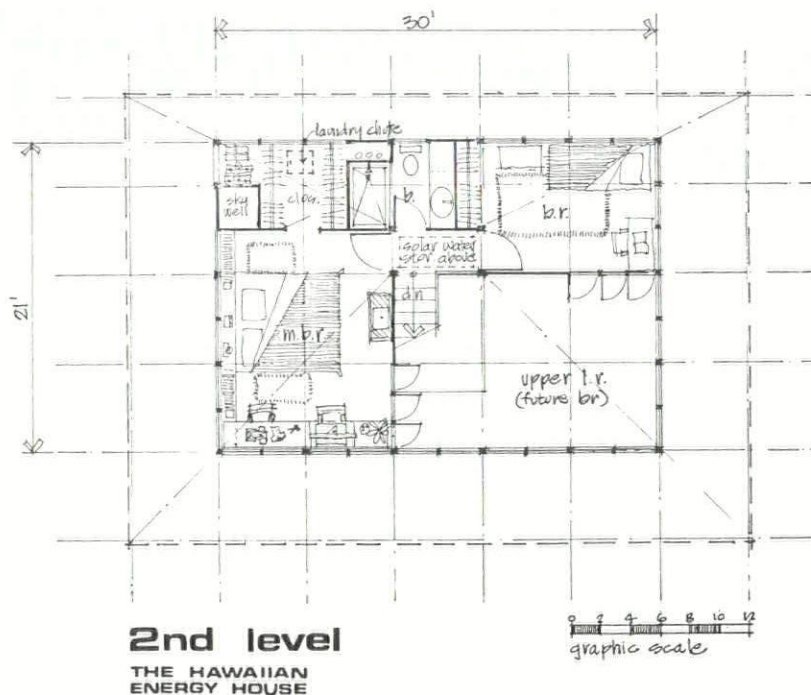 30'
laundry chute
sky
well
clos.
b.
b.r.
solar water
stor above
21'
dn
m.b.r.
upper l.r.
(future br)
2nd level
THE HAWAIIAN
ENERGY HOUSE
0 2 4 6 8 10 12
graphic scale